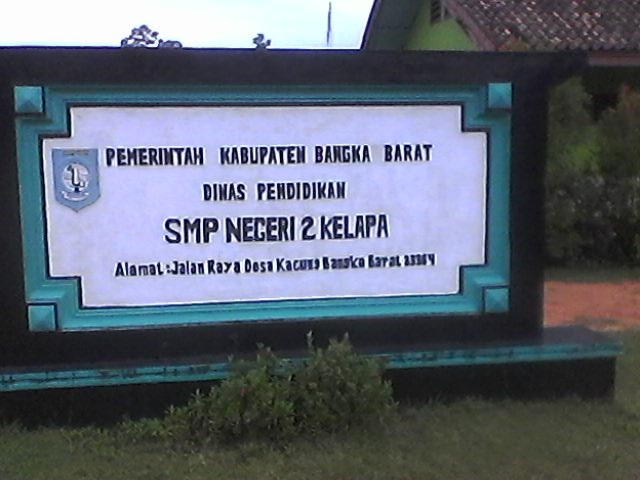 PEMERINTAH KABUPATEN BANGKA BARAT
DINAS PENDIDIKAN
SMP NEGERI 2 KELAPA
Alamat : Jalan Raya Desa Kacung Bangka Barat